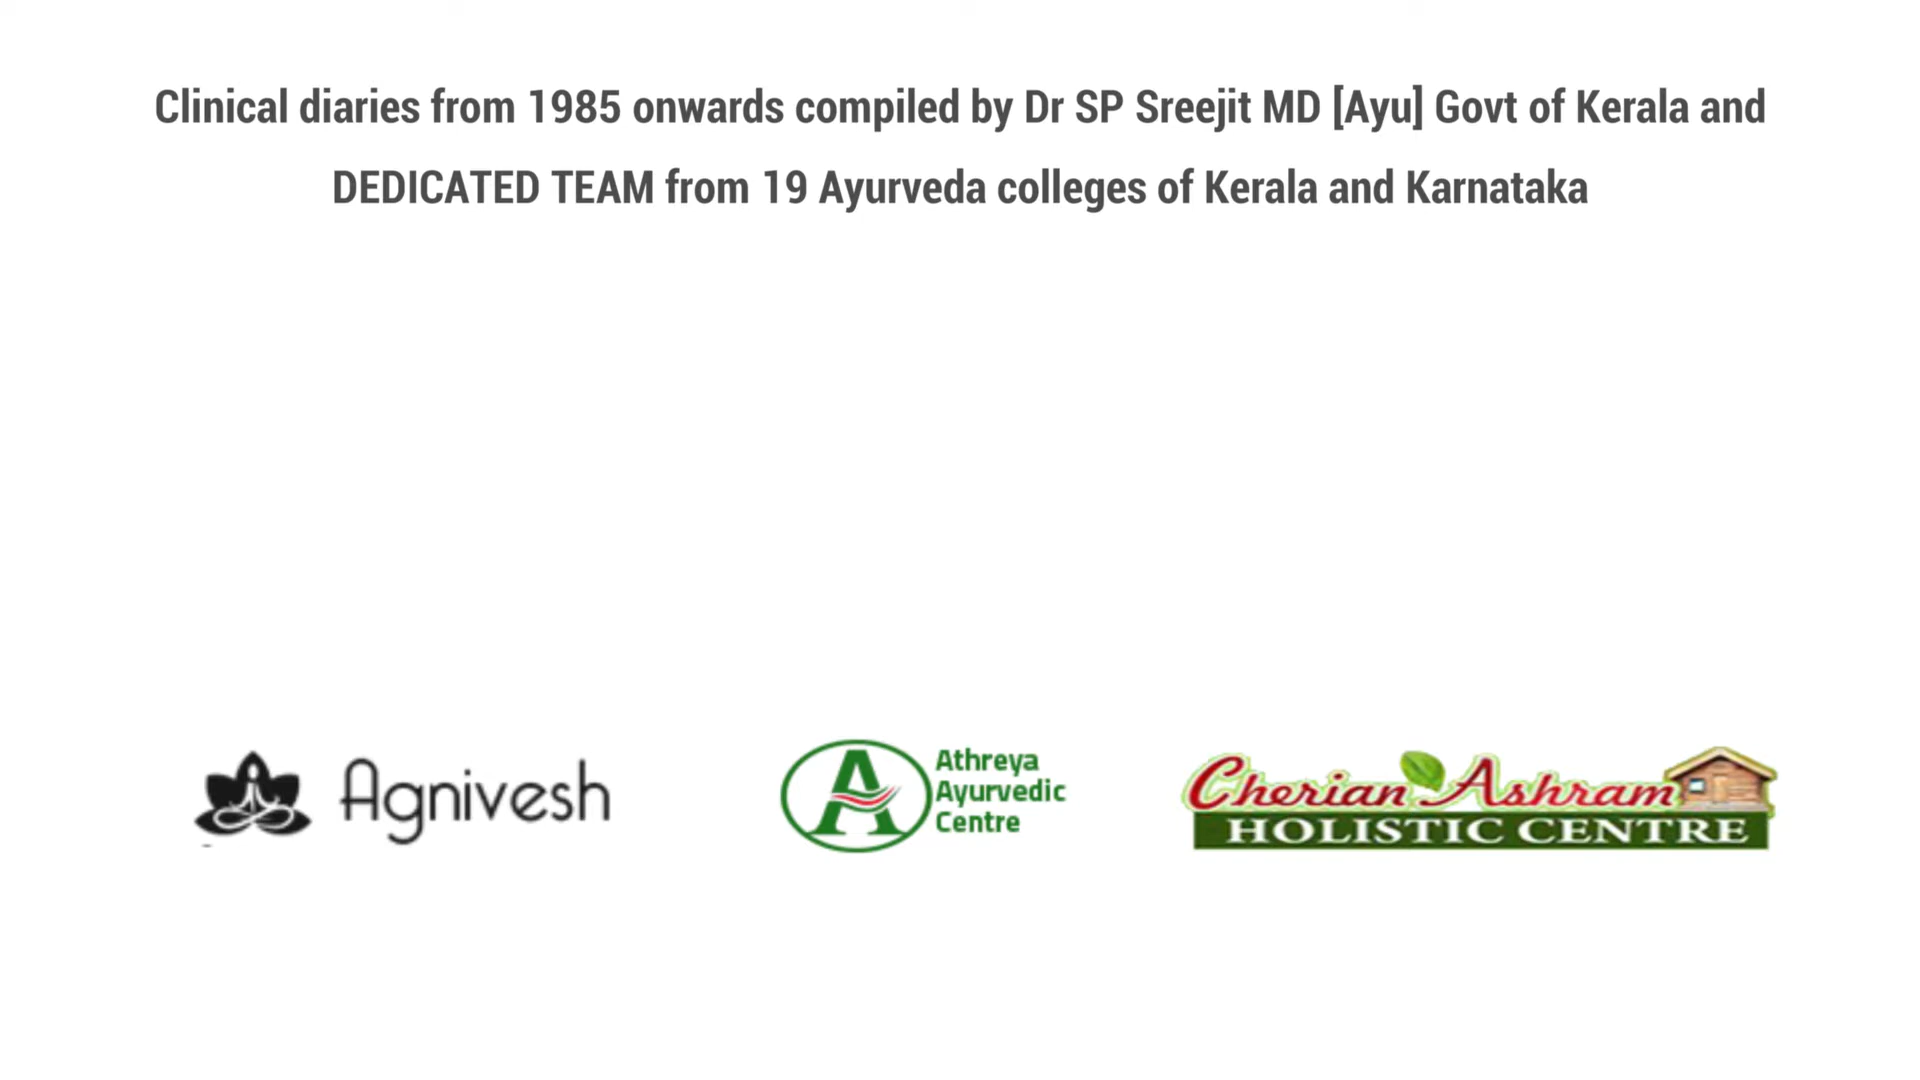 Clinical diaries from 1985 onwards compiled by Dr SP Sreejit MD [Ayu] Govt of Kerala and
DEDICATED TEAM from 19 Ayurveda colleges of Kerala and Karnataka
Agnivesh
Athreya
Ayurvedic
Centre
Cherian Ashram
HOLISTIC CENTRE